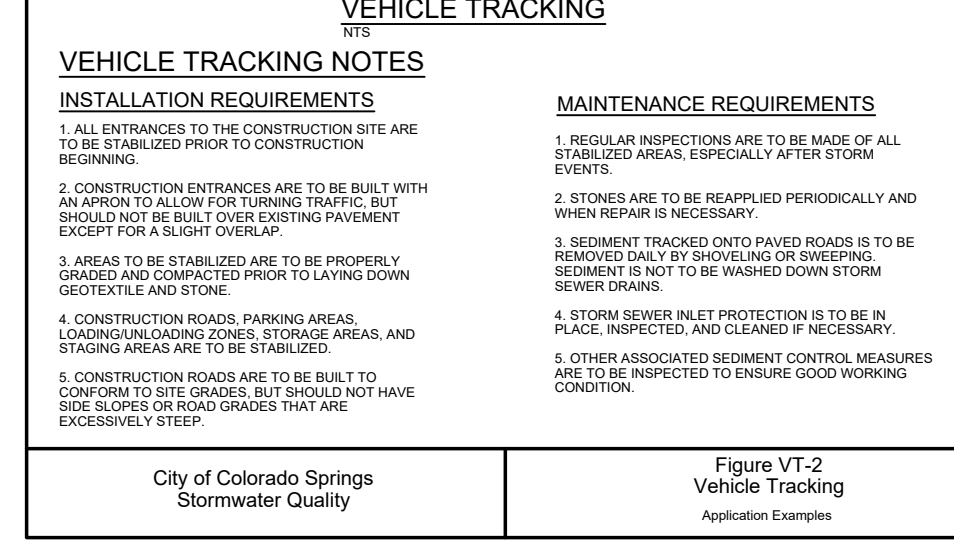 VEHICLE TRACKING
NTS
VEHICLE TRACKING NOTES
INSTALLATION REQUIREMENTS
1. ALL ENTRANCES TO THE CONSTRUCTION SITE ARE
TO BE STABILIZED PRIOR TO CONSTRUCTION
BEGINNING.
2. CONSTRUCTION ENTRANCES ARE TO BE BUILT WITH
AN APRON TO ALLOW FOR TURNING TRAFFIC, BUT
SHOULD NOT BE BUILT OVER EXISTING PAVEMENT
EXCEPT FOR A SLIGHT OVERLAP.
3. AREAS TO BE STABILIZED ARE TO BE PROPERLY
GRADED AND COMPACTED PRIOR TO LAYING DOWN
GEOTEXTILE AND STONE.
4. CONSTRUCTION ROADS, PARKING AREAS,
LOADING/UNLOADING ZONES, STORAGE AREAS, AND
STAGING AREAS ARE TO BE STABILIZED.
5. CONSTRUCTION ROADS ARE TO BE BUILT TO
CONFORM TO SITE GRADES, BUT SHOULD NOT HAVE
SIDE SLOPES OR ROAD GRADES THAT ARE
EXCESSIVELY STEEP.
MAINTENANCE REQUIREMENTS
1. REGULAR INSPECTIONS ARE TO BE MADE OF ALL
STABILIZED AREAS, ESPECIALLY AFTER STORM
EVENTS.
2. STONES ARE TO BE REAPPLIED PERIODICALLY AND
WHEN REPAIR IS NECESSARY.
3. SEDIMENT TRACKED ONTO PAVED ROADS IS TO BE
REMOVED DAILY BY SHOVELING OR SWEEPING.
SEDIMENT IS NOT TO BE WASHED DOWN STORM
SEWER DRAINS.
4. STORM SEWER INLET PROTECTION IS TO BE IN
PLACE, INSPECTED, AND CLEANED IF NECESSARY.
5. OTHER ASSOCIATED SEDIMENT CONTROL MEASURES
ARE TO BE INSPECTED TO ENSURE GOOD WORKING
CONDITION.
City of Colorado Springs
Stormwater Quality
Figure VT-2
Vehicle Tracking
Application Examples